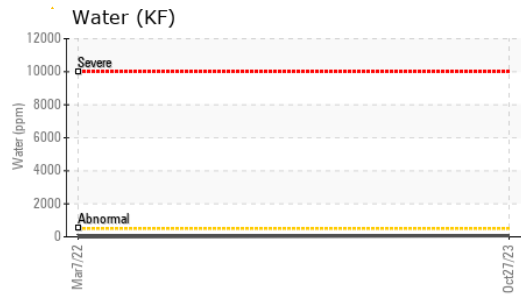 Water (KF)
12000
Severe
10000
8000
6000
4000
2000
Abnormal
0
Water (ppm)
Mar7/22
Oct27/23